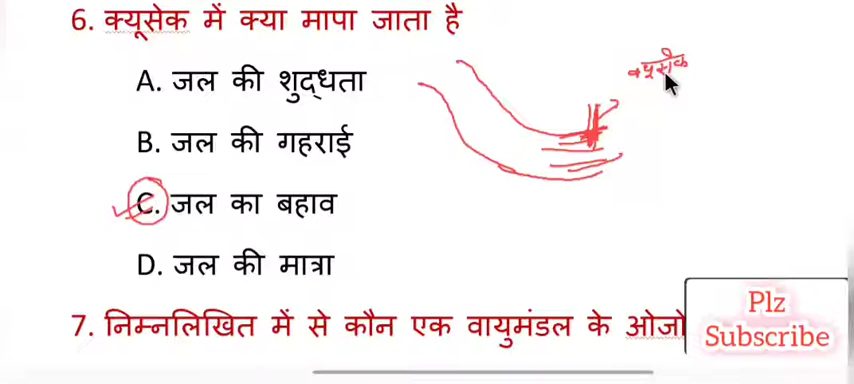 6. क्यूसेक में क्या मापा जाता है
क्यूसेक
A. जल की शुद्धता
B. जल की गहराई
C. जल का बहाव
D. जल की मात्रा
7. निम्नलिखित में से कौन एक वायुमंडल के ओजो
Plz
Subscribe